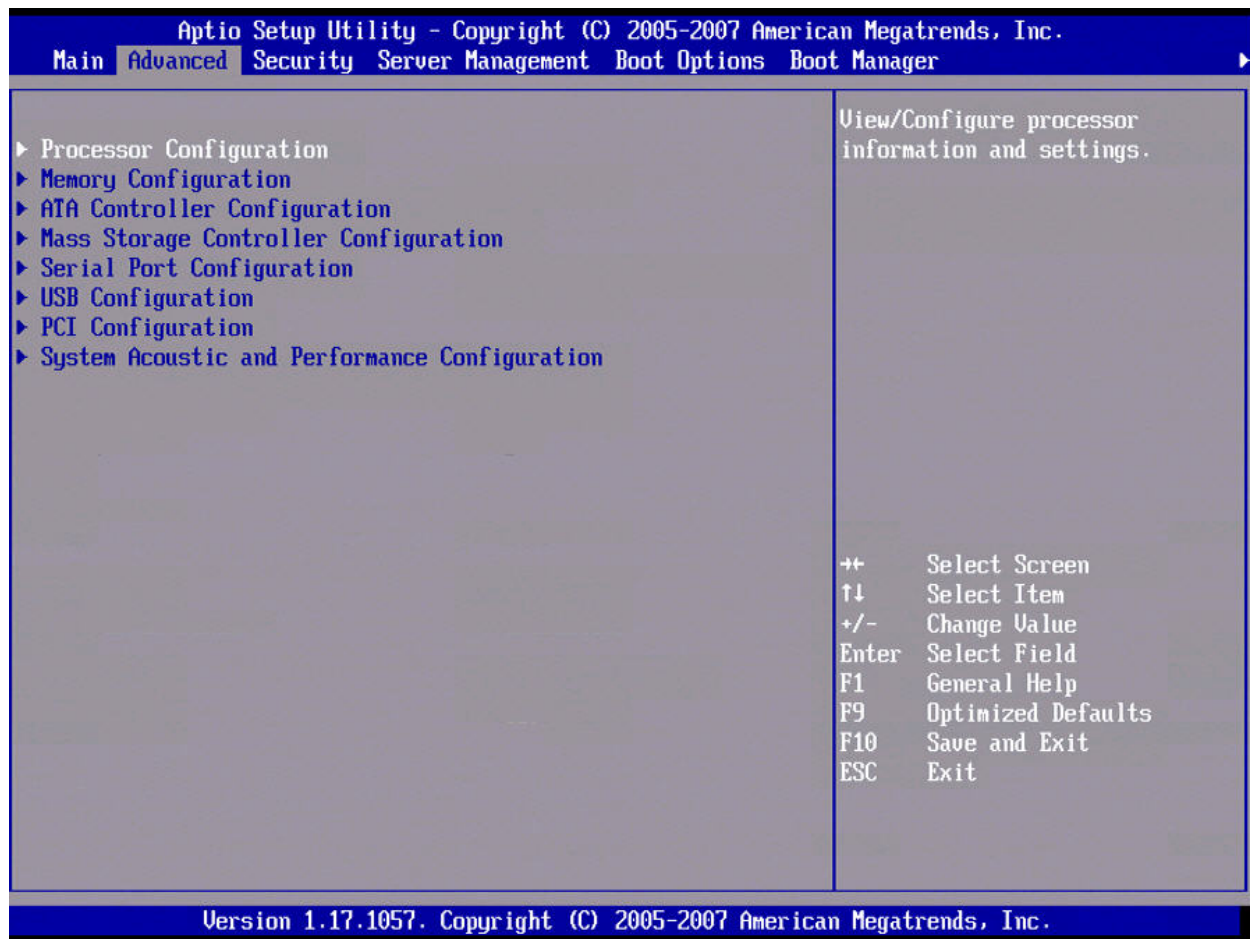 Aptio Setup Utility - Copyright (C) 2005-2007 American Megatrends, Inc.
Main Advanced Security Server Management Boot Options Boot Manager
Processor Configuration
Memory Configuration
ATA Controller Configuration
Mass Storage Controller Configuration
Serial Port Configuration
USB Configuration
PCI Configuration
System Acoustic and Performance Configuration
View/Configure processor
information and settings.
→← Select Screen
↑↓ Select Item
+/- Change Value
Enter Select Field
F1 General Help
F9 Optimized Defaults
F10 Save and Exit
ESC Exit
Version 1.17.1057. Copyright (C) 2005-2007 American Megatrends, Inc.